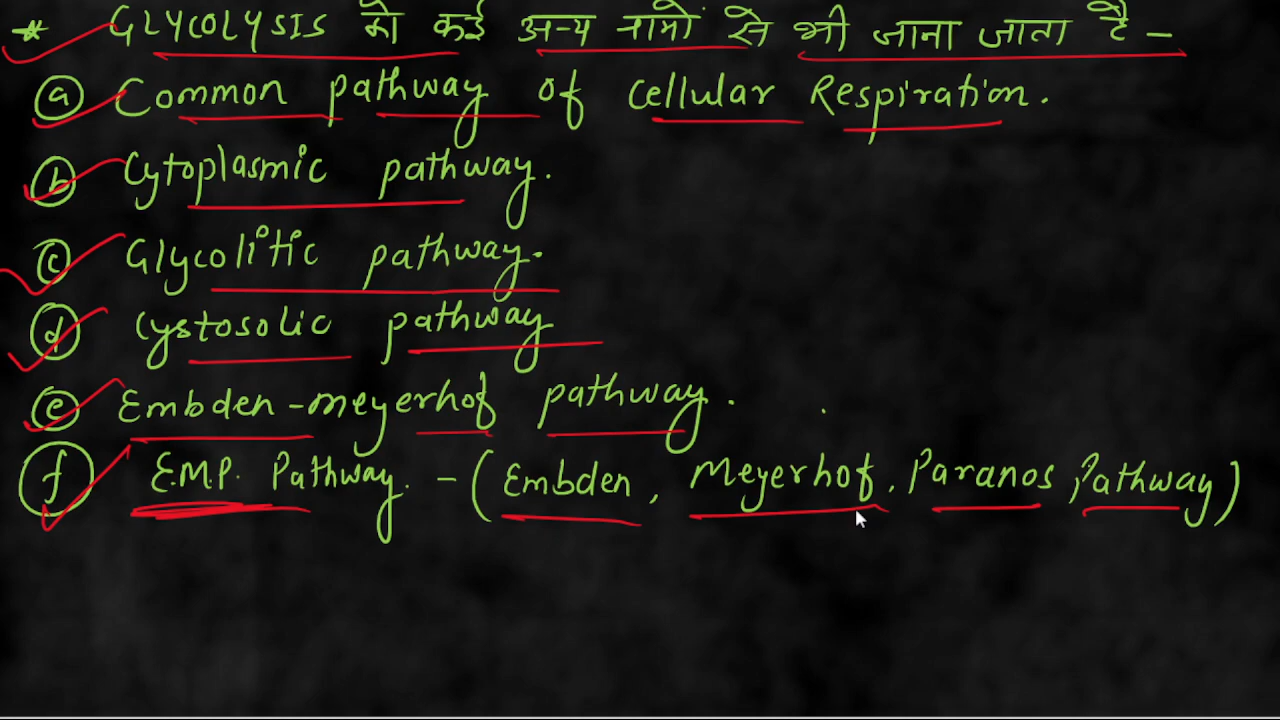 * GLYCOLYSIS को कई अन्य नामों से भी जाना जाता है -
(a) Common pathway of Cellular Respiration.
(b) Cytoplasmic pathway.
(c) Glycolitic pathway.
(d) Cystosolic pathway
(e) Embden-meyerhof pathway.
(f) E.M.P. Pathway. - (Embden, Meyerhof, Paranos, Pathway)